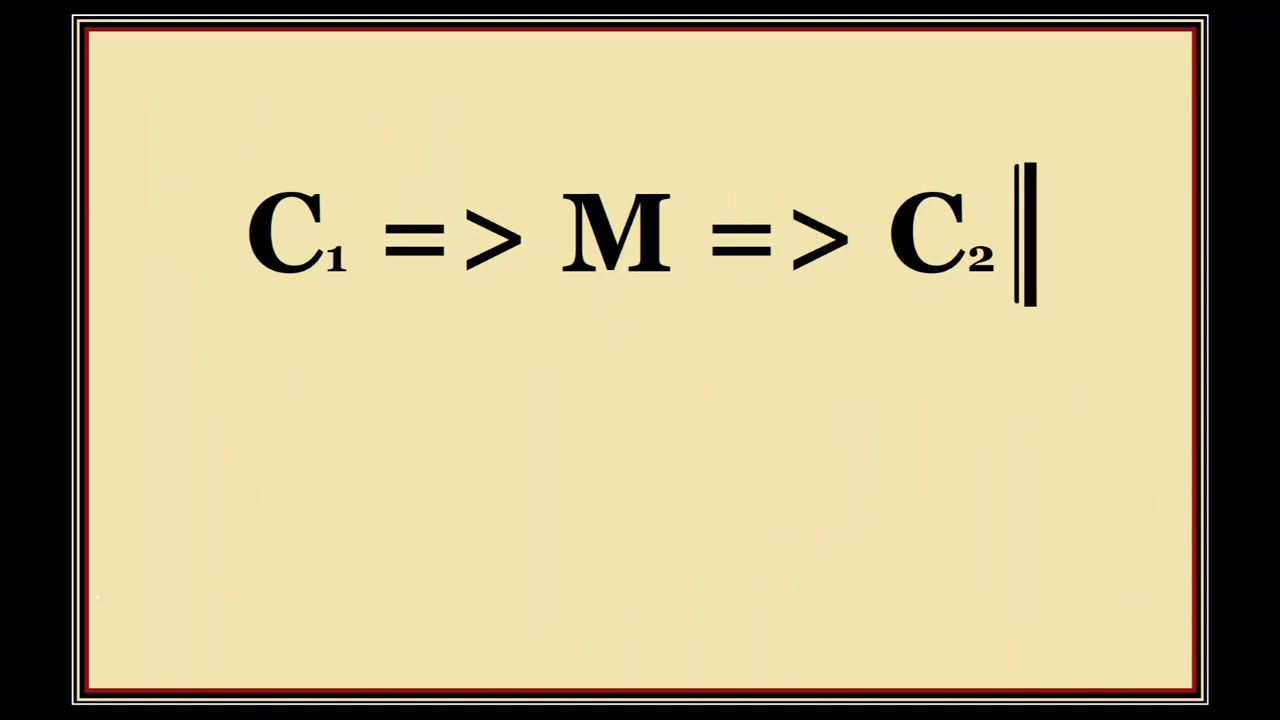 C₁ => M => C₂ ‖